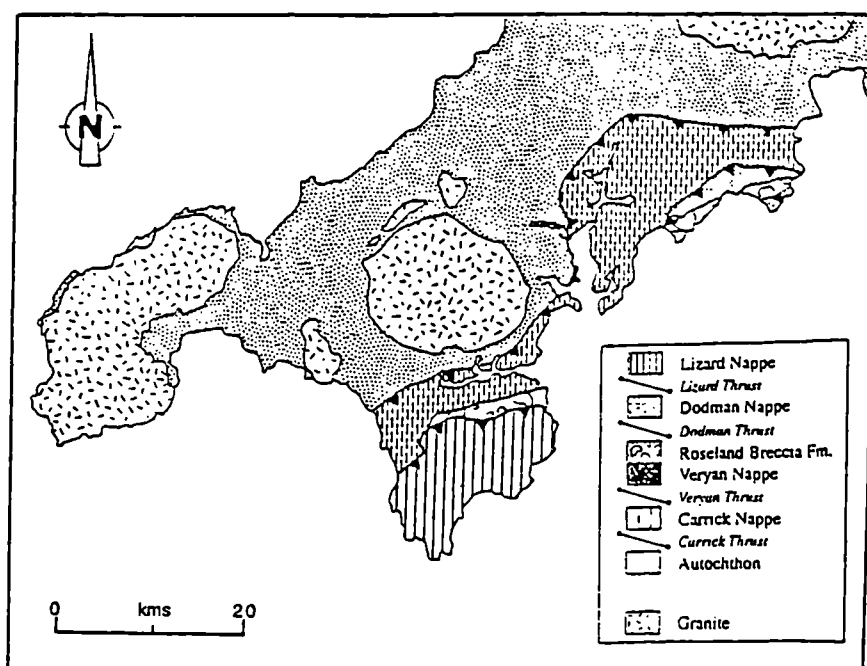 N
Lizard Nappe
Lizard Thrust
Dodman Nappe
Dodman Thrust
Roseland Breccia Fm.
Veryan Nappe
Veryan Thrust
Carrick Nappe
Carrick Thrust
Autochthon
Granite
0 kms 20